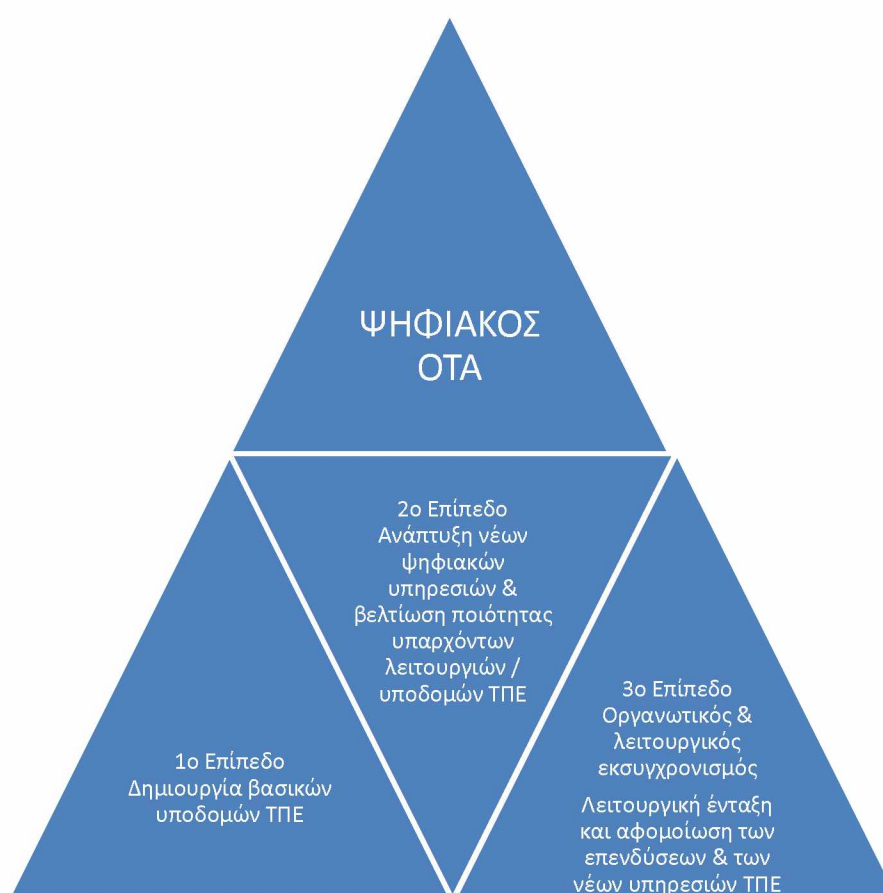 ΨΗΦΙΑΚΟΣ
ΟΤΑ
2ο Επίπεδο
Ανάπτυξη νέων
ψηφιακών
υπηρεσιών &
βελτίωση ποιότητας
υπαρχόντων
λειτουργιών /
υποδομών ΤΠΕ
1ο Επίπεδο
Δημιουργία βασικών
υποδομών ΤΠΕ
3ο Επίπεδο
Οργανωτικός &
λειτουργικός
εκσυγχρονισμός
Λειτουργική ένταξη
και αφομοίωση των
επενδύσεων & των
νέων υπηρεσιών ΤΠΕ